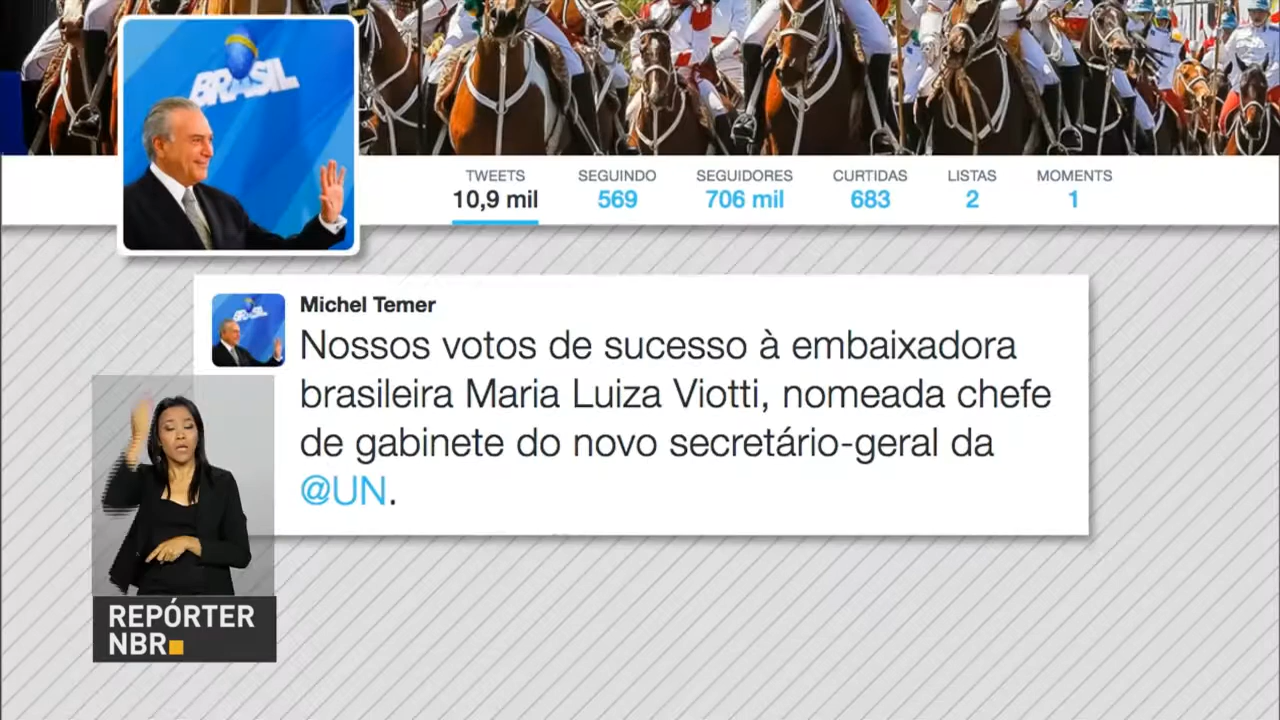 BRASIL
TWEETS SEGUINDO SEGUIDORES CURTIDAS LISTAS MOMENTS
10,9 mil 569 706 mil 683 2 1
BRASIL
Michel Temer
Nossos votos de sucesso à embaixadora
brasileira Maria Luiza Viotti, nomeada chefe
de gabinete do novo secretário-geral da
@UN.
REPÓRTER
NBR